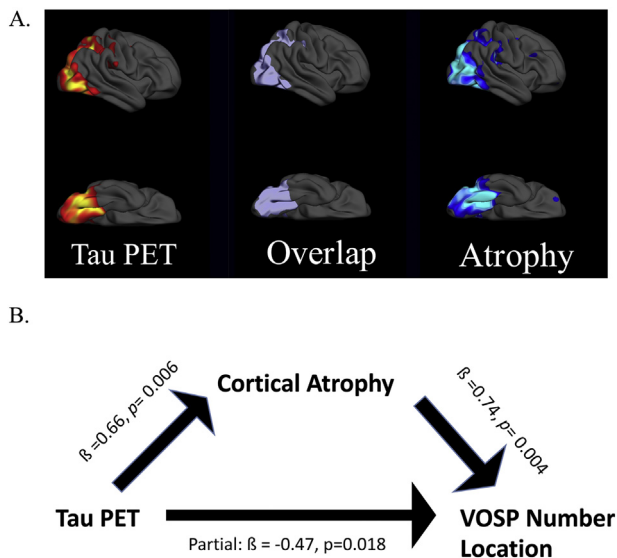 A.
Tau PET Overlap Atrophy
B.
Cortical Atrophy
ß =0.66, p= 0.006
ß =0.74, p= 0.004
Tau PET
VOSP Number
Location
Partial: ß = -0.47, p=0.018